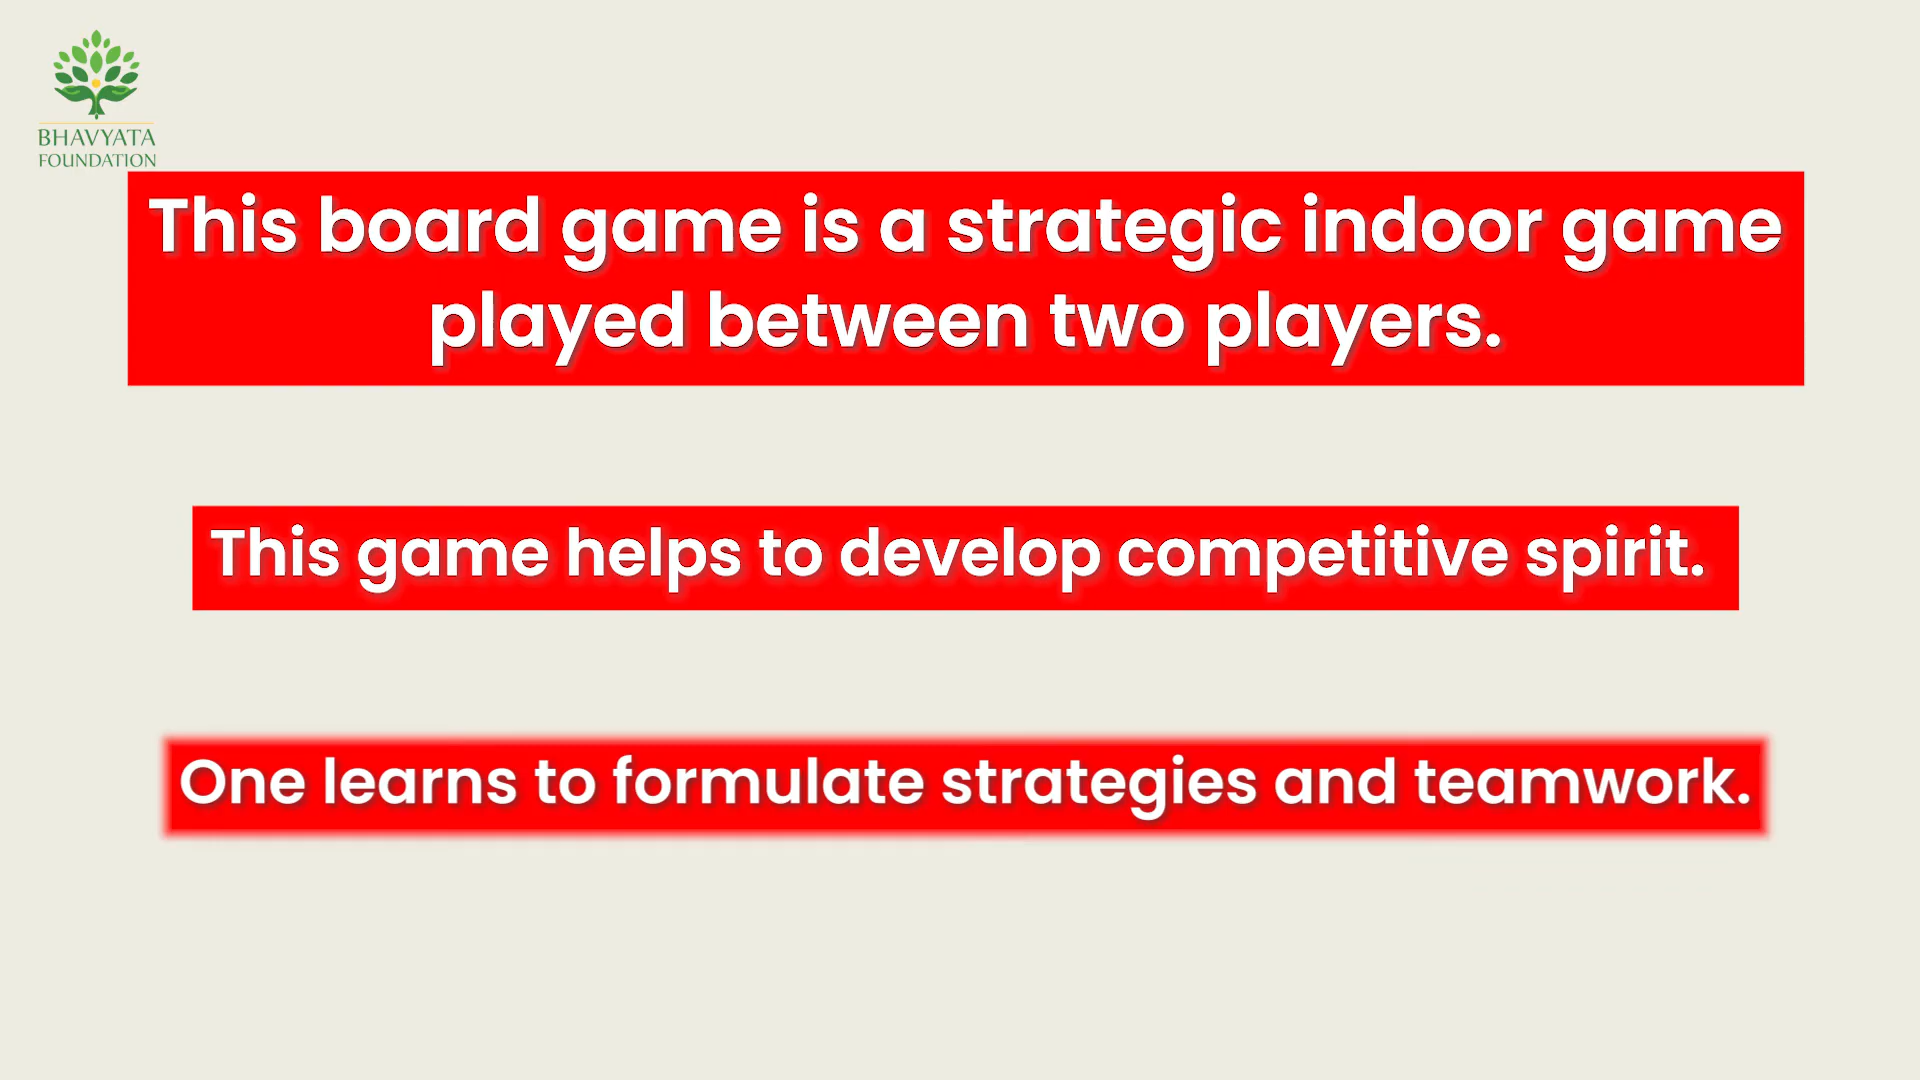 BHAVYATA
FOUNDATION
This board game is a strategic indoor game
played between two players.
This game helps to develop competitive spirit.
One learns to formulate strategies and teamwork.